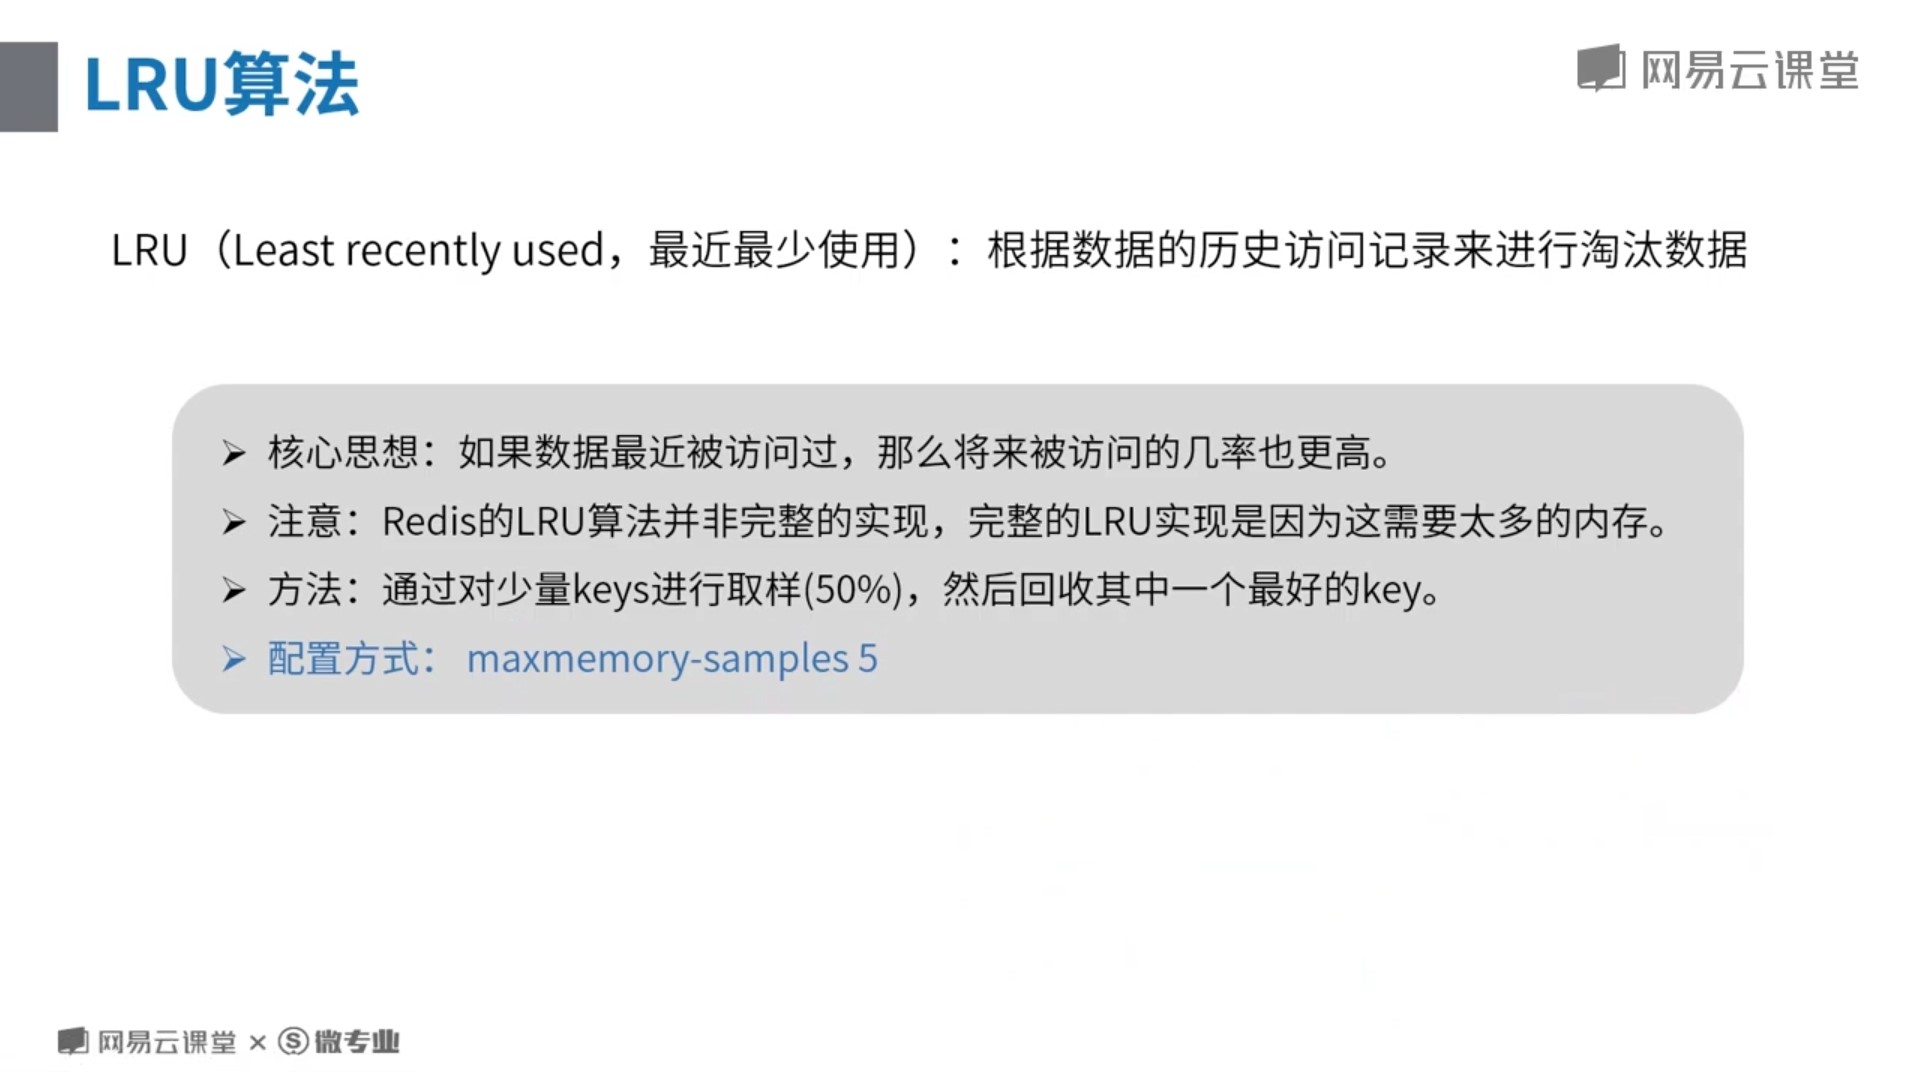 LRU算法
网易云课堂
LRU（Least recently used，最近最少使用）：根据数据的历史访问记录来进行淘汰数据
➢ 核心思想：如果数据最近被访问过，那么将来被访问的几率也更高。
➢ 注意：Redis的LRU算法并非完整的实现，完整的LRU实现是因为这需要太多的内存。
➢ 方法：通过对少量keys进行取样(50%)，然后回收其中一个最好的key。
➢ 配置方式： maxmemory-samples 5
网易云课堂 × Ⓢ微专业